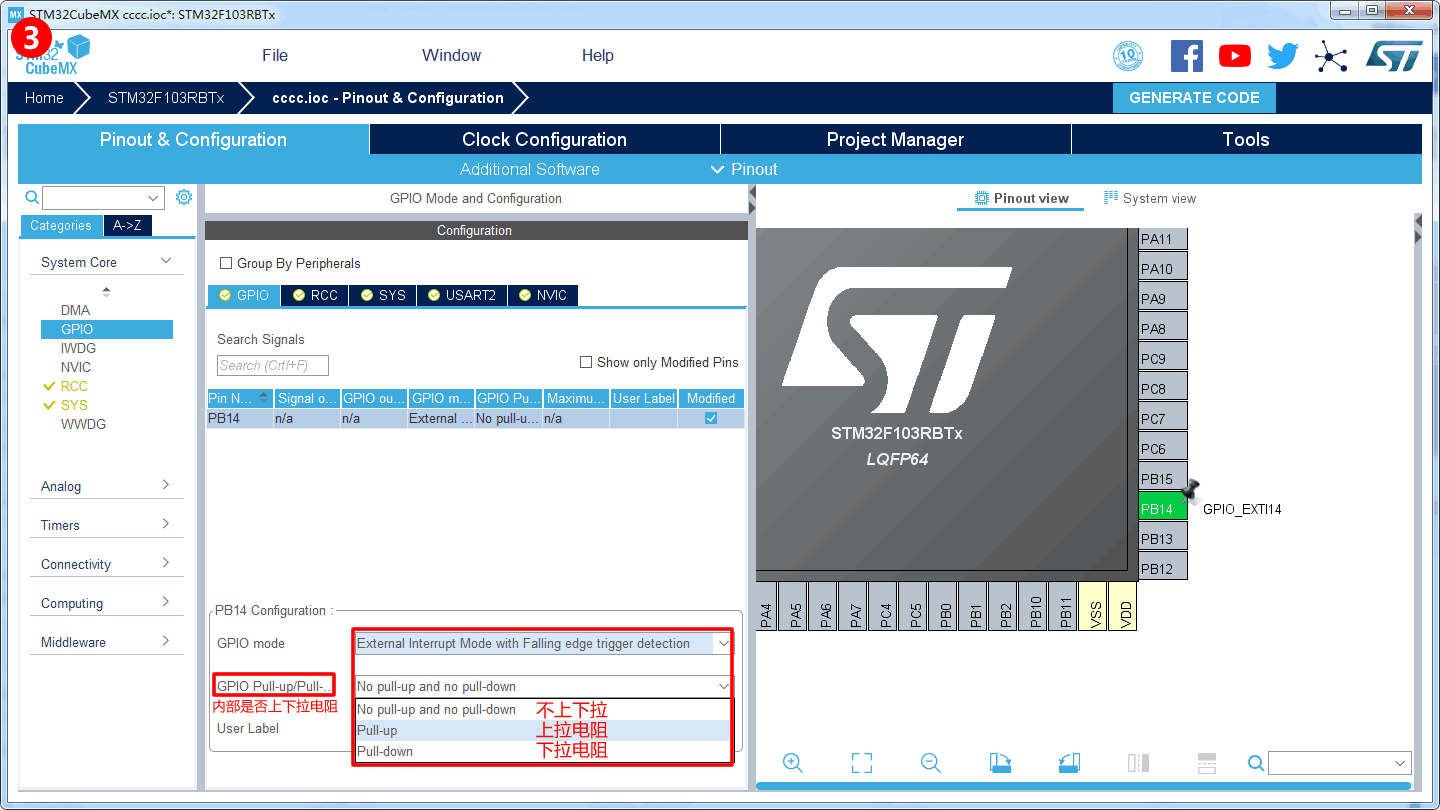 STM32CubeMX cccc.ioc*: STM32F103RBTx
3
STM32
CubeMX
File
Window
Help
10
Home
STM32F103RBTx
cccc.ioc - Pinout & Configuration
GENERATE CODE
Pinout & Configuration
Clock Configuration
Project Manager
Tools
Additional Software
Pinout
Categories
A->Z
System Core
DMA
GPIO
IWDG
NVIC
RCC
SYS
WWDG
Analog
Timers
Connectivity
Computing
Middleware
GPIO Mode and Configuration
Configuration
Group By Peripherals
GPIO
RCC
SYS
USART2
NVIC
Search Signals
Search (Crtl+F)
Show only Modified Pins
Pin N... Signal o... GPIO ou... GPIO m... GPIO Pu... Maximu... User Label Modified
PB14 n/a n/a External ... No pull-u... n/a
PB14 Configuration :
GPIO mode
External Interrupt Mode with Falling edge trigger detection
GPIO Pull-up/Pull-...
No pull-up and no pull-down
内部是否上下拉电阻
No pull-up and no pull-down 不上下拉
User Label
Pull-up 上拉电阻
Pull-down 下拉电阻
Pinout view
System view
STM32F103RBTx
LQFP64
PA11
PA10
PA9
PA8
PC9
PC8
PC7
PC6
PB15
PB14
GPIO_EXTI14
PB13
PB12
PA4
PA5
PA6
PA7
PC4
PC5
PB0
PB1
PB2
PB10
PB11
VSS
VDD